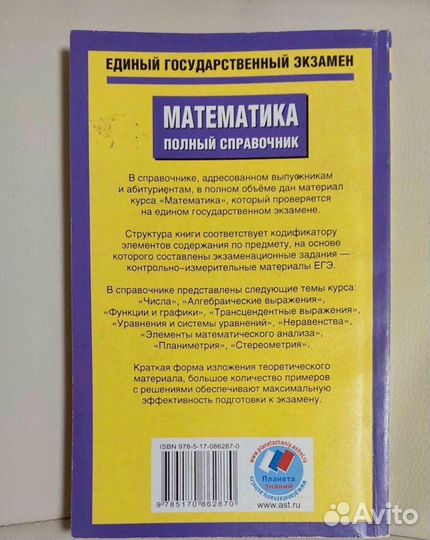 ЕДИНЫЙ ГОСУДАРСТВЕННЫЙ ЭКЗАМЕН
МАТЕМАТИКА
ПОЛНЫЙ СПРАВОЧНИК
В справочнике, адресованном выпускникам
и абитуриентам, в полном объёме дан материал
курса «Математика», который проверяется
на едином государственном экзамене.
Структура книги соответствует кодификатору
элементов содержания по предмету, на основе
которого составлены экзаменационные задания —
контрольно-измерительные материалы ЕГЭ.
В справочнике представлены следующие темы курса:
«Числа», «Алгебраические выражения»,
«Функции и графики», «Трансцендентные выражения»,
«Уравнения и системы уравнений», «Неравенства»,
«Элементы математического анализа»,
«Планиметрия», «Стереометрия».
Краткая форма изложения теоретического
материала, большое количество примеров
с решениями обеспечивают максимальную
эффективность подготовки к экзамену.
ISBN 978-5-17-086287-0
9 785170 862870
Планета
знаний
www.ast.ru
Avito